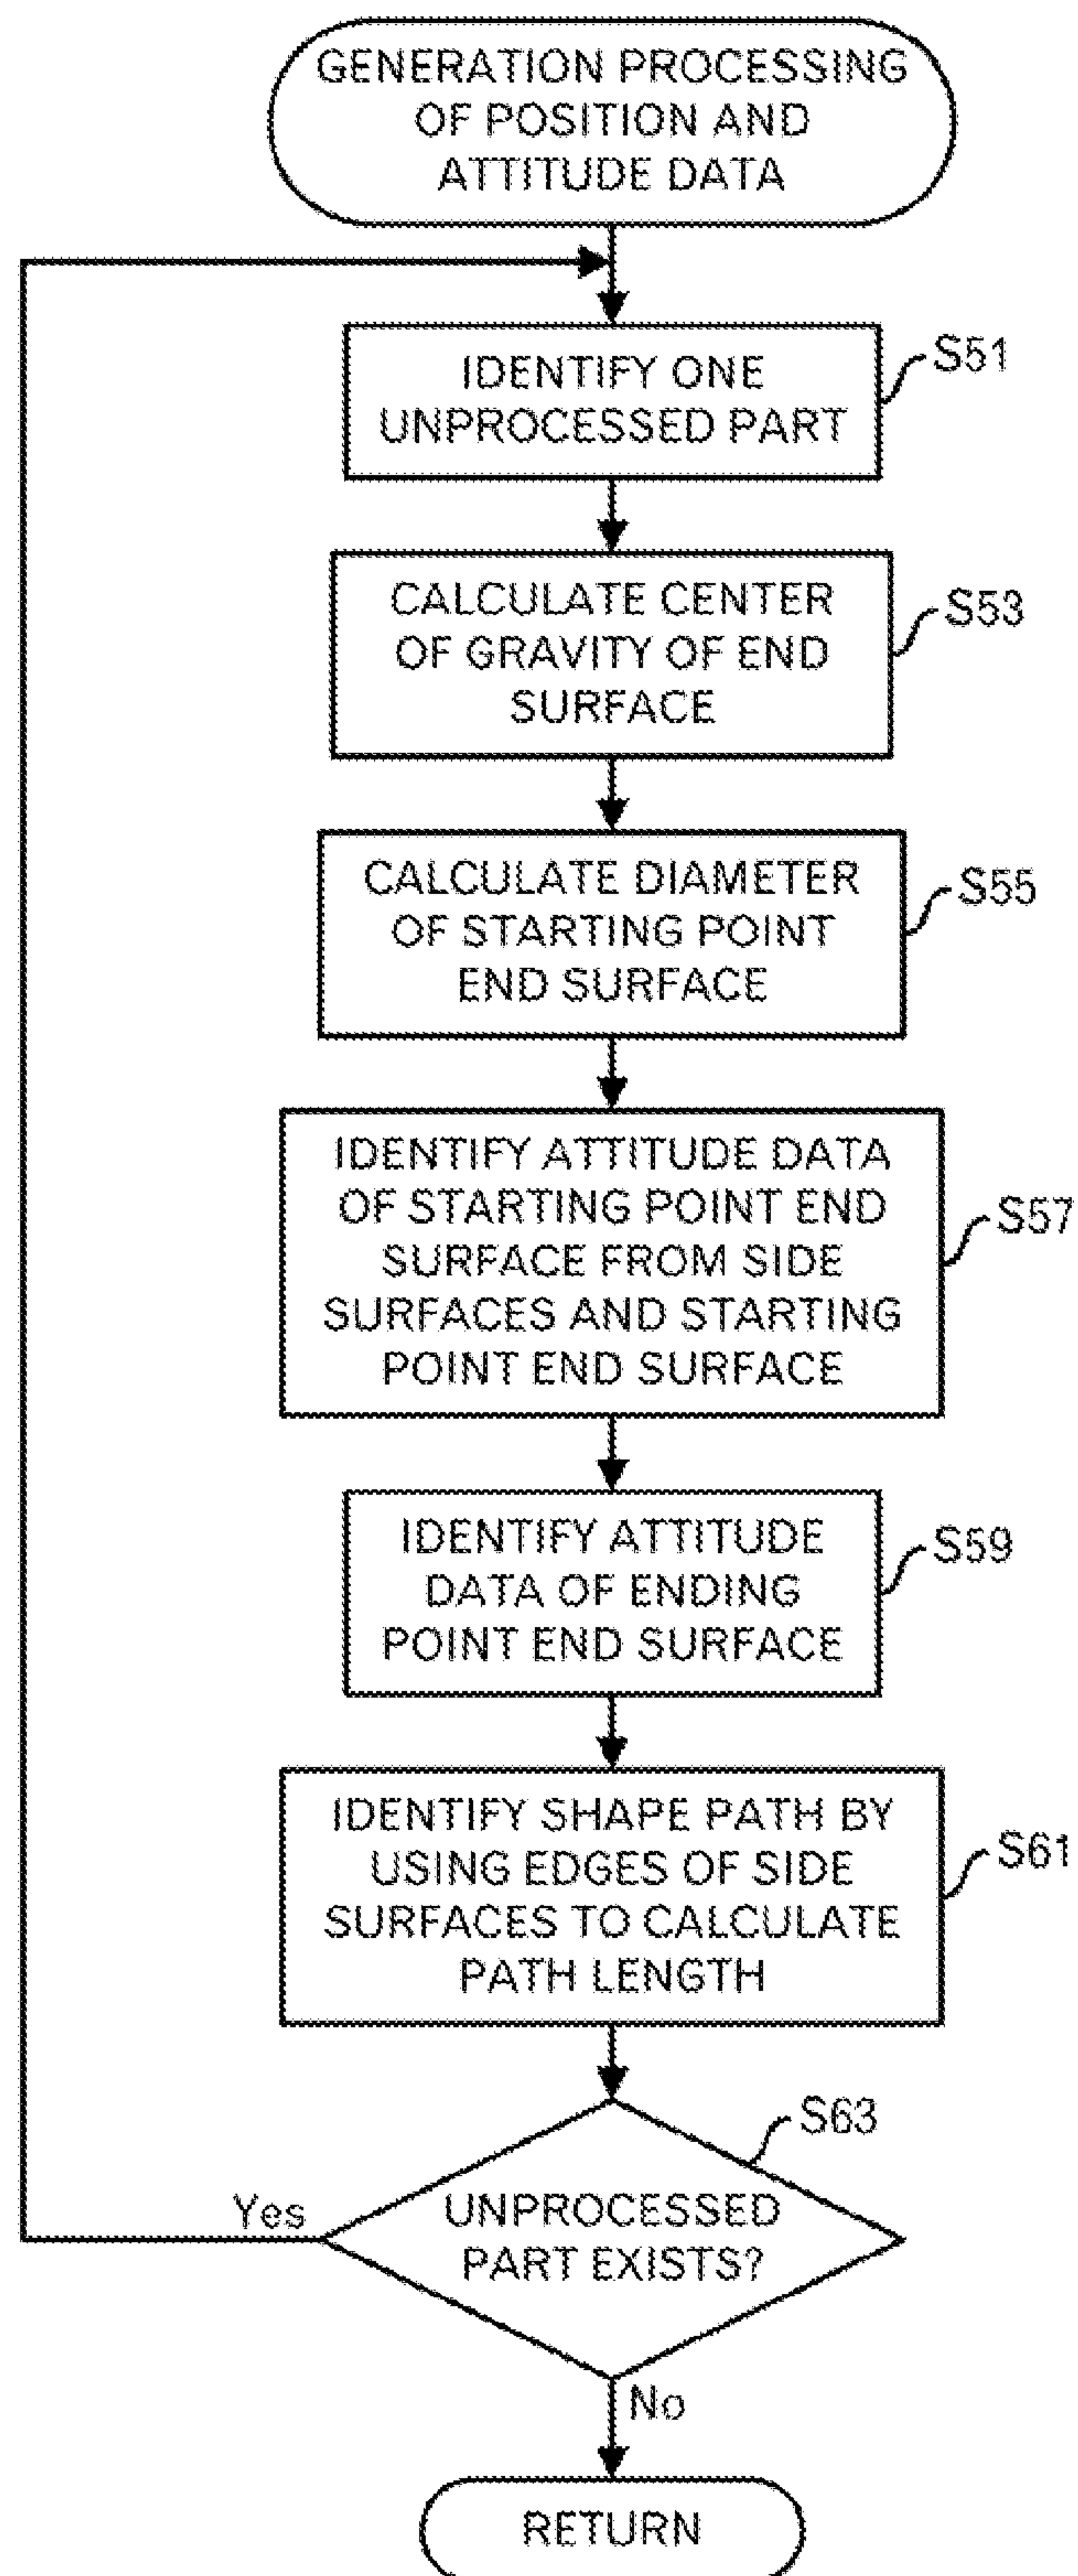 GENERATION PROCESSING
OF POSITION AND
ATTITUDE DATA
IDENTIFY ONE
UNPROCESSED PART
S51
CALCULATE CENTER
OF GRAVITY OF END
SURFACE
S53
CALCULATE DIAMETER
OF STARTING POINT
END SURFACE
S55
IDENTIFY ATTITUDE DATA
OF STARTING POINT END
SURFACE FROM SIDE
SURFACES AND STARTING
POINT END SURFACE
S57
IDENTIFY ATTITUDE
DATA OF ENDING
POINT END SURFACE
S59
IDENTIFY SHAPE PATH BY
USING EDGES OF SIDE
SURFACES TO CALCULATE
PATH LENGTH
S61
S63
Yes
UNPROCESSED
PART EXISTS?
No
RETURN